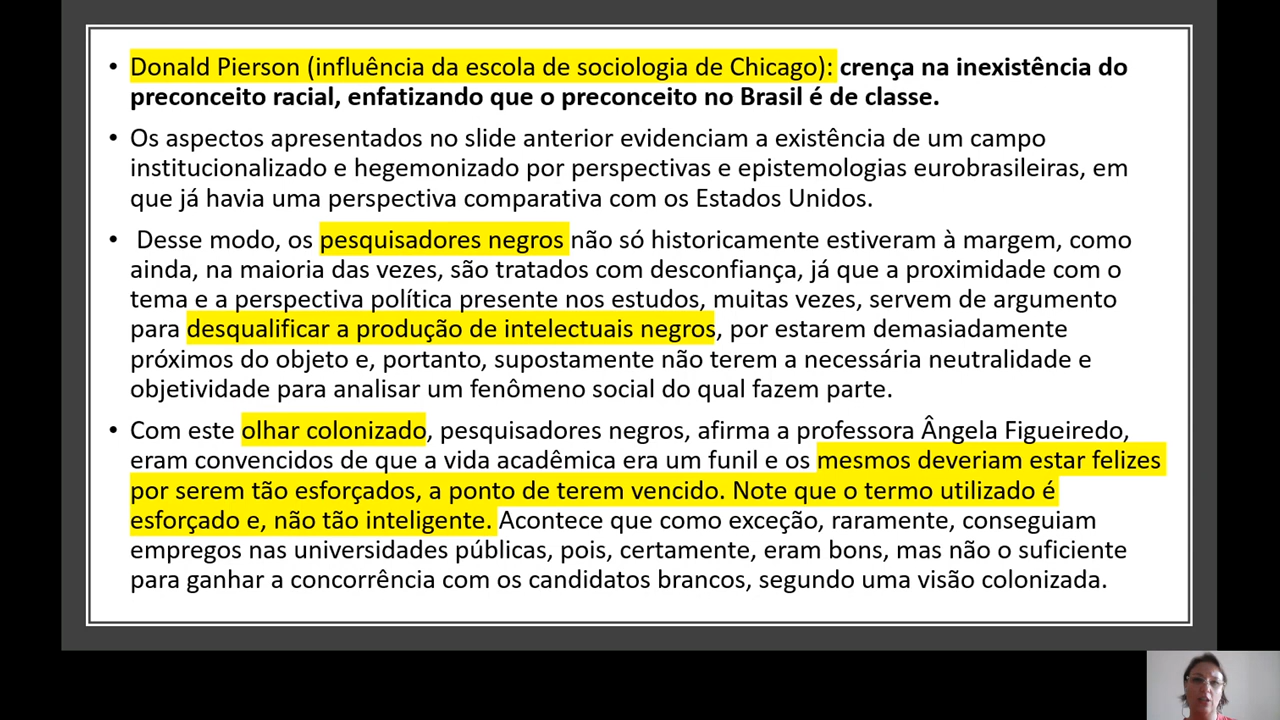 • Donald Pierson (influência da escola de sociologia de Chicago): crença na inexistência do
preconceito racial, enfatizando que o preconceito no Brasil é de classe.
• Os aspectos apresentados no slide anterior evidenciam a existência de um campo
institucionalizado e hegemonizado por perspectivas e epistemologias eurobrasileiras, em
que já havia uma perspectiva comparativa com os Estados Unidos.
• Desse modo, os pesquisadores negros não só historicamente estiveram à margem, como
ainda, na maioria das vezes, são tratados com desconfiança, já que a proximidade com o
tema e a perspectiva política presente nos estudos, muitas vezes, servem de argumento
para desqualificar a produção de intelectuais negros, por estarem demasiadamente
próximos do objeto e, portanto, supostamente não terem a necessária neutralidade e
objetividade para analisar um fenômeno social do qual fazem parte.
• Com este olhar colonizado, pesquisadores negros, afirma a professora Ângela Figueiredo,
eram convencidos de que a vida acadêmica era um funil e os mesmos deveriam estar felizes
por serem tão esforçados, a ponto de terem vencido. Note que o termo utilizado é
esforçado e, não tão inteligente. Acontece que como exceção, raramente, conseguiam
empregos nas universidades públicas, pois, certamente, eram bons, mas não o suficiente
para ganhar a concorrência com os candidatos brancos, segundo uma visão colonizada.